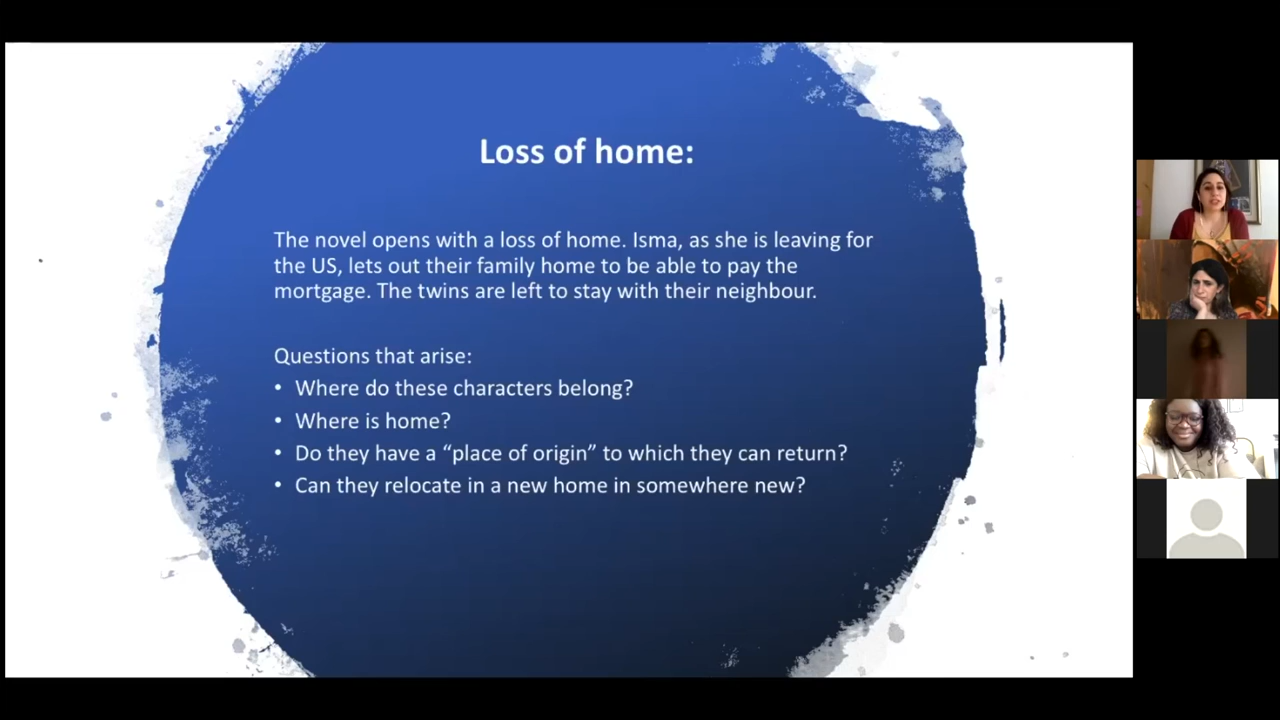 Loss of home:
The novel opens with a loss of home. Isma, as she is leaving for
the US, lets out their family home to be able to pay the
mortgage. The twins are left to stay with their neighbour.
Questions that arise:
• Where do these characters belong?
• Where is home?
• Do they have a “place of origin” to which they can return?
• Can they relocate in a new home in somewhere new?